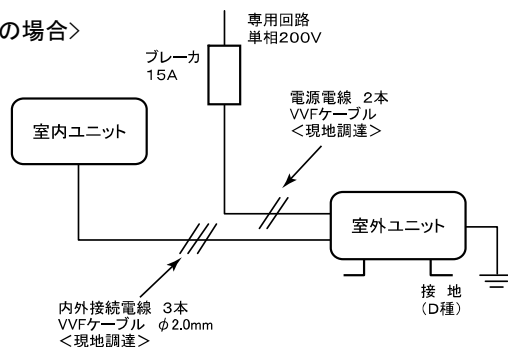 の場合>
専用回路
単相200V
ブレーカ
15A
電源電線 2本
VVFケーブル
<現地調達>
室内ユニット
室外ユニット
接 地
(D種)
内外接続電線 3本
VVFケーブル φ2.0mm
<現地調達>